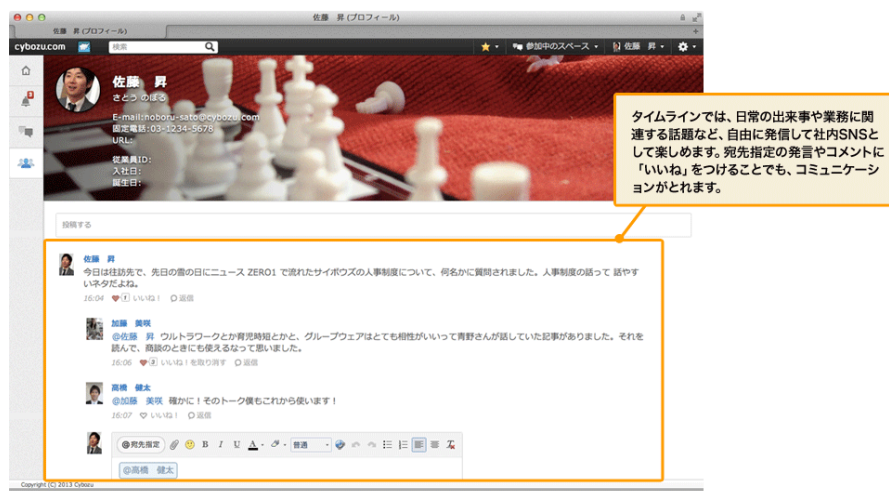 佐藤 昇 (プロフィール)
佐藤 昇 (プロフィール)
cybozu.com
検索
参加中のスペース
佐藤 昇
3
佐藤 昇
さとう のぼる
E-mail:noboru-sato@cybozu.com
固定電話:03-1234-5678
URL:
従業員ID:
入社日:
誕生日:
タイムラインでは、日常の出来事や業務に関
連する話題など、自由に発信して社内SNSと
して楽しめます。宛先指定の発言やコメントに
「いいね」をつけることでも、コミュニケーシ
ョンがとれます。
投稿する
佐藤 昇
今日は往訪先で、先日の雪の日にニュース ZERO1 で流れたサイボウズの人事制度について、何名かに質問されました。人事制度の話って 話やす
いネタだよね。
16:04 1 いいね! 返信
加藤 美咲
@佐藤 昇 ウルトラワークとか育児時短とかと、グループウェアはとても相性がいいって青野さんが話していた記事がありました。それを
読んで、商談のときにも使えるなって思いました。
16:06 3 いいね!を取り消す 返信
高橋 健太
@加藤 美咲 確かに!そのトーク僕もこれから使います!
16:07 いいね! 返信
@宛先指定 B I U A 普通
@高橋 健太
Copyright (C) 2013 Cybozu